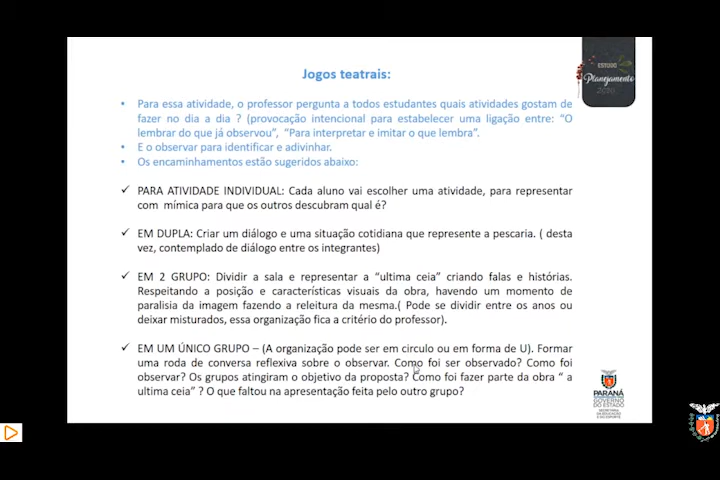 ESTUDO
Planejamento
Jogos teatrais:
• Para essa atividade, o professor pergunta a todos estudantes quais atividades gostam de
fazer no dia a dia ? (provocação intencional para estabelecer uma ligação entre: “O
lembrar do que já observou”, “Para interpretar e imitar o que lembra”.
• E o observar para identificar e adivinhar.
• Os encaminhamentos estão sugeridos abaixo:
✓ PARA ATIVIDADE INDIVIDUAL: Cada aluno vai escolher uma atividade, para representar
com mímica para que os outros descubram qual é?
✓ EM DUPLA: Criar um diálogo e uma situação cotidiana que represente a pescaria. ( desta
vez, contemplado de diálogo entre os integrantes)
✓ EM 2 GRUPO: Dividir a sala e representar a “ultima ceia” criando falas e histórias.
Respeitando a posição e características visuais da obra, havendo um momento de
paralisia da imagem fazendo a releitura da mesma.( Pode se dividir entre os anos ou
deixar misturados, essa organização fica a critério do professor).
✓ EM UM ÚNICO GRUPO – (A organização pode ser em circulo ou em forma de U). Formar
uma roda de conversa reflexiva sobre o observar. Como foi ser observado? Como foi
observar? Os grupos atingiram o objetivo da proposta? Como foi fazer parte da obra “ a
ultima ceia” ? O que faltou na apresentação feita pelo outro grupo?
PARANÁ
GOVERNO DO ESTADO
SECRETARIA
DA EDUCAÇÃO
E DO ESPORTE